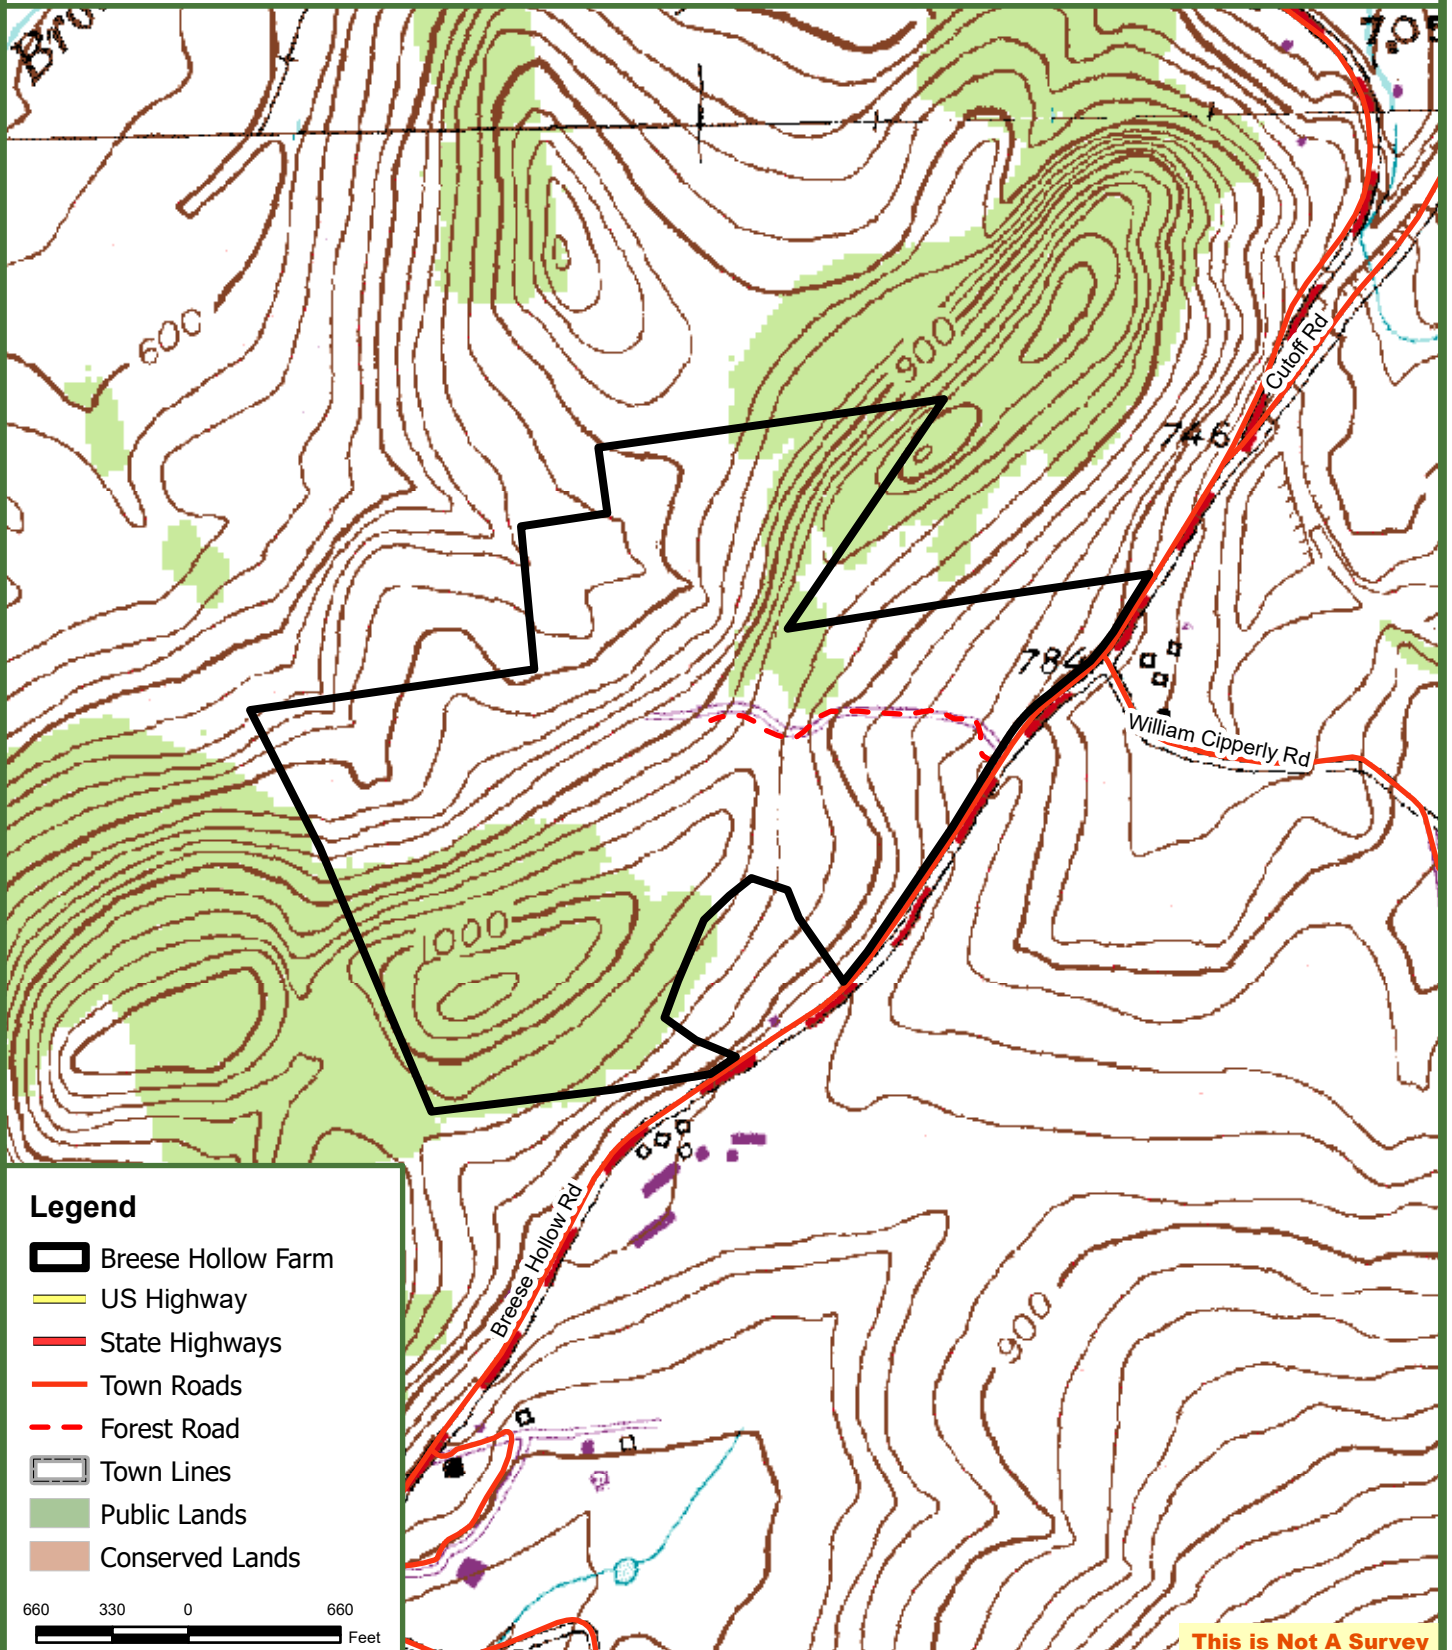 Bro
705
600
900
Cutoff Rd
746
784
William Cipperly Rd
1000
Breese Hollow Rd
900
Legend
Breese Hollow Farm
US Highway
State Highways
Town Roads
Forest Road
Town Lines
Public Lands
Conserved Lands
660 330 0 660
Feet
This is Not A Survey